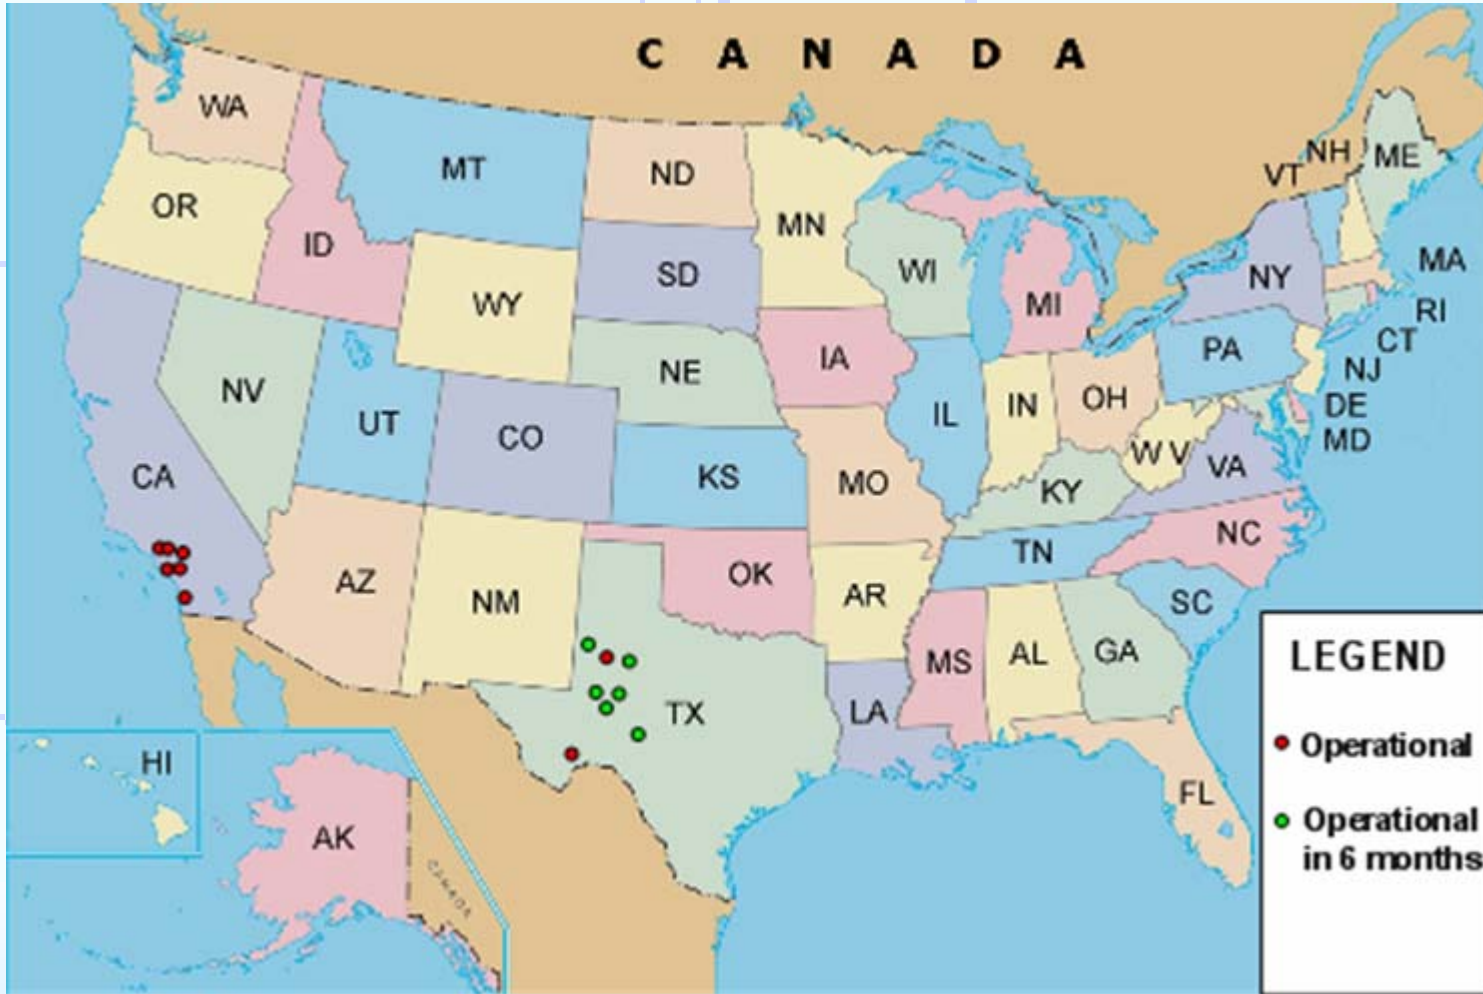 C A N A D A
WA
MT
ND
MN
VT
NH
ME
OR
ID
SD
WI
MI
NY
MA
RI
CT
WY
IA
PA
NJ
NE
NV
UT
CO
IL
IN
OH
DE
MD
CA
KS
MO
KY
W V
VA
NC
TN
AZ
NM
OK
AR
SC
MS
AL
GA
TX
LA
FL
HI
AK
CANADA
LEGEND
Operational
Operational
in 6 months